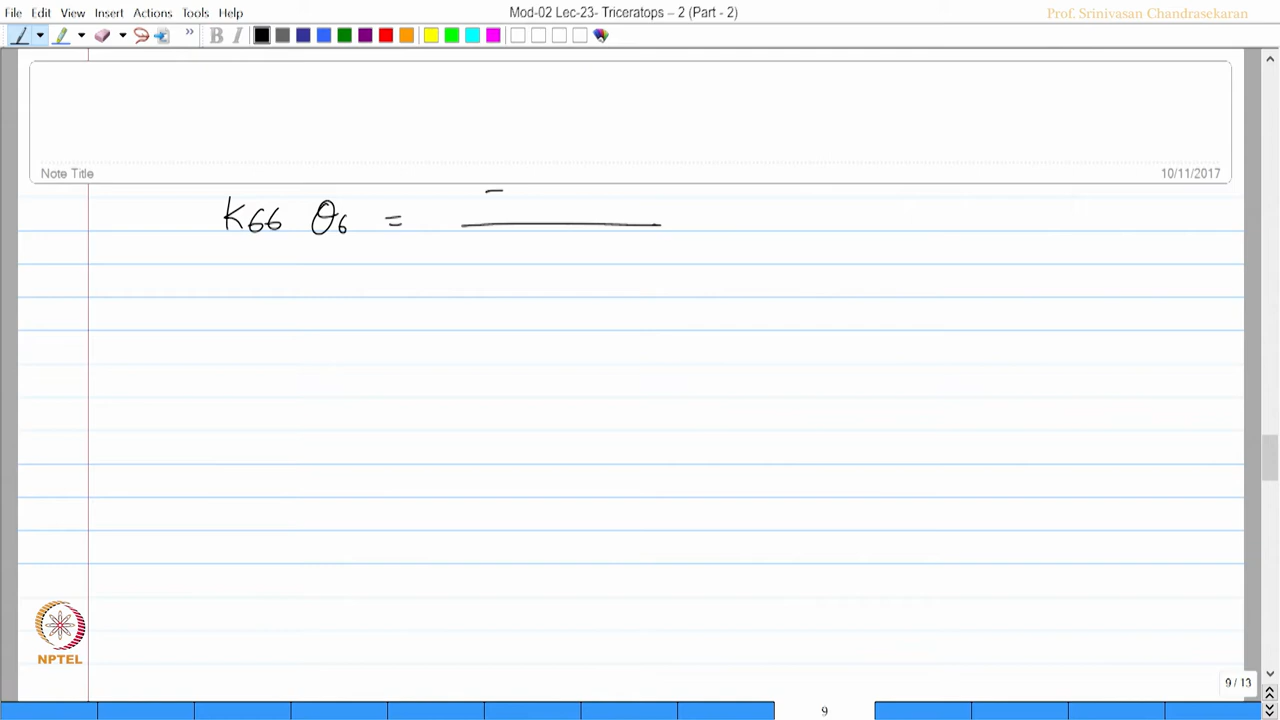 Mod-02 Lec-23- Triceratops – 2 (Part - 2)
Prof. Srinivasan Chandrasekaran
File Edit View Insert Actions Tools Help
B I
Note Title
10/11/2017
K66 θ6 =
NPTEL
9 / 13
9